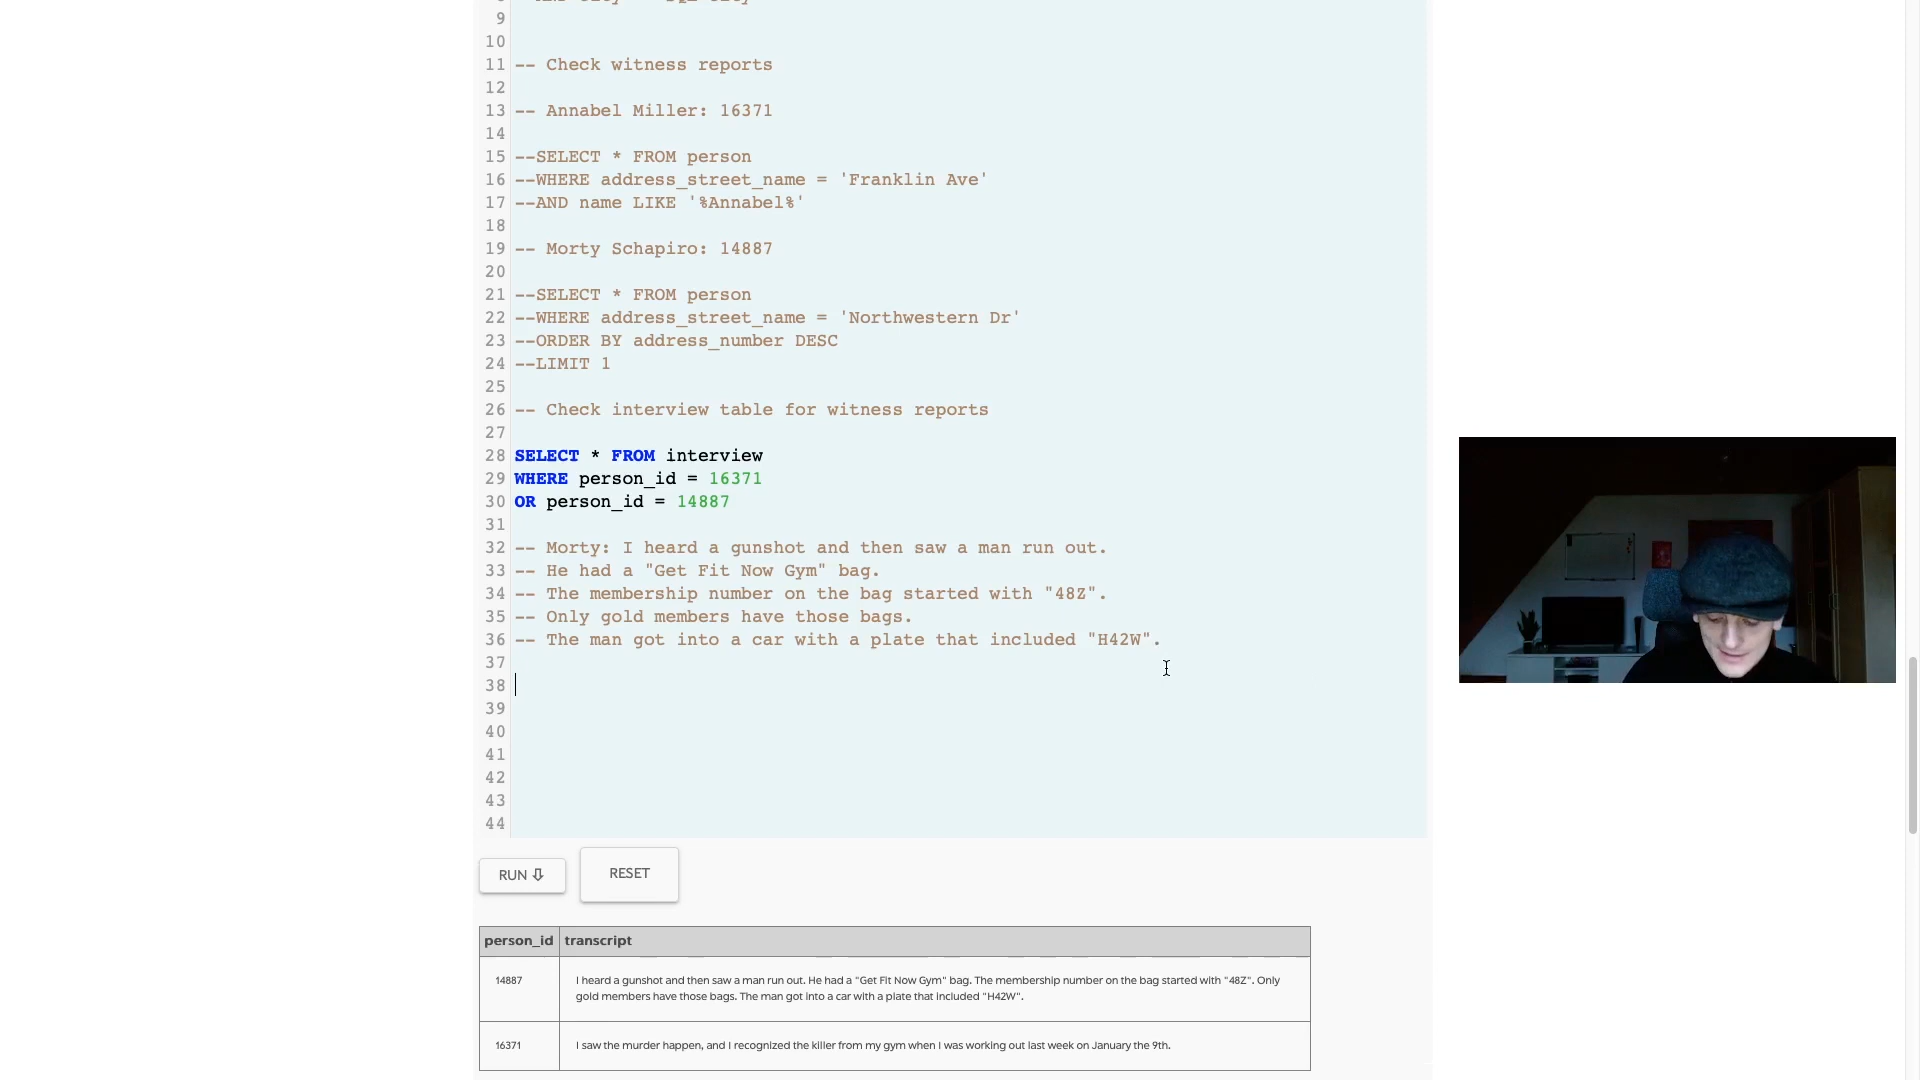 9
10
11 -- Check witness reports
12
13 -- Annabel Miller: 16371
14
15 --SELECT * FROM person
16 --WHERE address_street_name = 'Franklin Ave'
17 --AND name LIKE '%Annabel%'
18
19 -- Morty Schapiro: 14887
20
21 --SELECT * FROM person
22 --WHERE address_street_name = 'Northwestern Dr'
23 --ORDER BY address_number DESC
24 --LIMIT 1
25
26 -- Check interview table for witness reports
27
28 SELECT * FROM interview
29 WHERE person_id = 16371
30 OR person_id = 14887
31
32 -- Morty: I heard a gunshot and then saw a man run out.
33 -- He had a "Get Fit Now Gym" bag.
34 -- The membership number on the bag started with "48Z".
35 -- Only gold members have those bags.
36 -- The man got into a car with a plate that included "H42W".
37
38
39
40
41
42
43
44
RUN ⇩ RESET
person_id transcript
14887 I heard a gunshot and then saw a man run out. He had a "Get Fit Now Gym" bag. The membership number on the bag started with "48Z". Only
gold members have those bags. The man got into a car with a plate that included "H42W".
16371 I saw the murder happen, and I recognized the killer from my gym when I was working out last week on January the 9th.